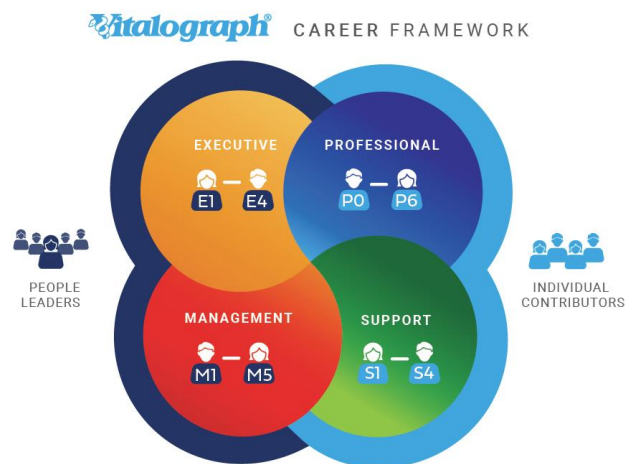 Vitalograph® CAREER FRAMEWORK
EXECUTIVE
E1 – E4
PROFESSIONAL
P0 – P6
PEOPLE
LEADERS
INDIVIDUAL
CONTRIBUTORS
MANAGEMENT
M1 – M5
SUPPORT
S1 – S4